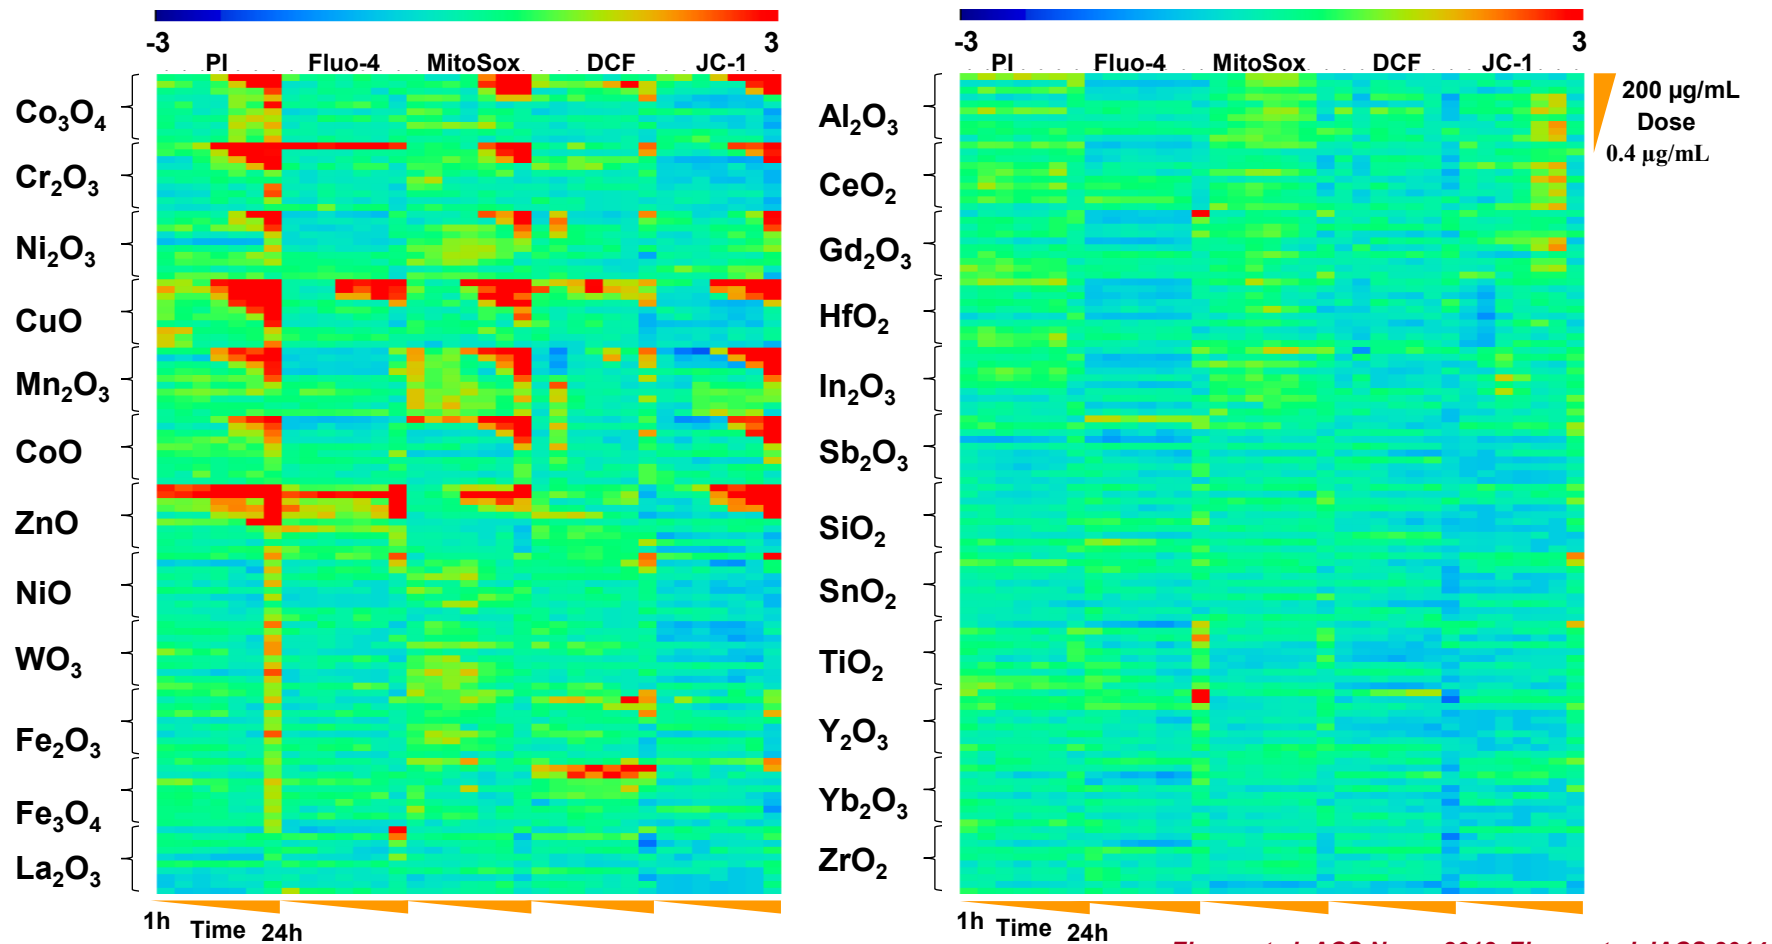 -3 3
PI Fluo-4 MitoSox DCF JC-1
Co₃O₄
Cr₂O₃
Ni₂O₃
CuO
Mn₂O₃
CoO
ZnO
NiO
WO₃
Fe₂O₃
Fe₃O₄
La₂O₃
1h Time 24h
-3 3
PI Fluo-4 MitoSox DCF JC-1
Al₂O₃
CeO₂
Gd₂O₃
HfO₂
In₂O₃
Sb₂O₃
SiO₂
SnO₂
TiO₂
Y₂O₃
Yb₂O₃
ZrO₂
1h Time 24h
200 µg/mL
Dose
0.4 µg/mL